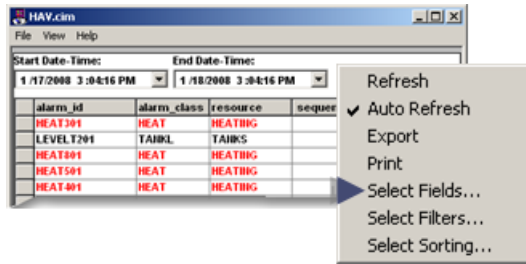 HAV.cim
File View Help
Start Date-Time: End Date-Time:
1 /17/2008 3 :04:16 PM 1 /18/2008 3 :04:16 PM
alarm_id alarm_class resource sequen
HEAT301 HEAT HEATING
LEVELT201 TANKL TANKS
HEAT801 HEAT HEATING
HEAT501 HEAT HEATING
HEAT401 HEAT HEATING
Refresh
Auto Refresh
Export
Print
Select Fields...
Select Filters...
Select Sorting...